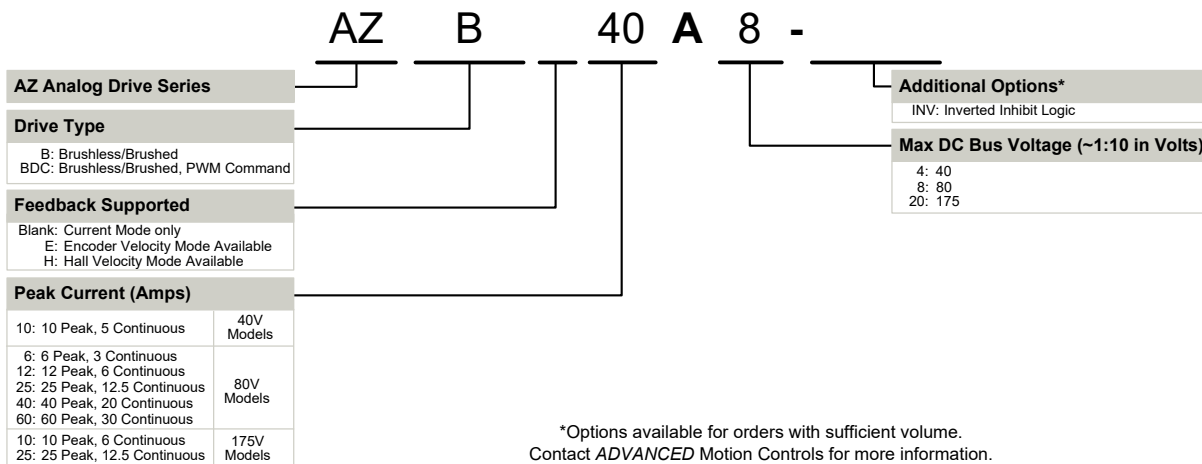 AZ B 40 A 8 -
AZ Analog Drive Series
Drive Type
B: Brushless/Brushed
BDC: Brushless/Brushed, PWM Command
Feedback Supported
Blank: Current Mode only
E: Encoder Velocity Mode Available
H: Hall Velocity Mode Available
Peak Current (Amps)
10: 10 Peak, 5 Continuous
40V
Models
6: 6 Peak, 3 Continuous
12: 12 Peak, 6 Continuous
25: 25 Peak, 12.5 Continuous
40: 40 Peak, 20 Continuous
60: 60 Peak, 30 Continuous
80V
Models
10: 10 Peak, 6 Continuous
25: 25 Peak, 12.5 Continuous
175V
Models
Additional Options*
INV: Inverted Inhibit Logic
Max DC Bus Voltage (~1:10 in Volts)
4: 40
8: 80
20: 175
*Options available for orders with sufficient volume.
Contact ADVANCED Motion Controls for more information.